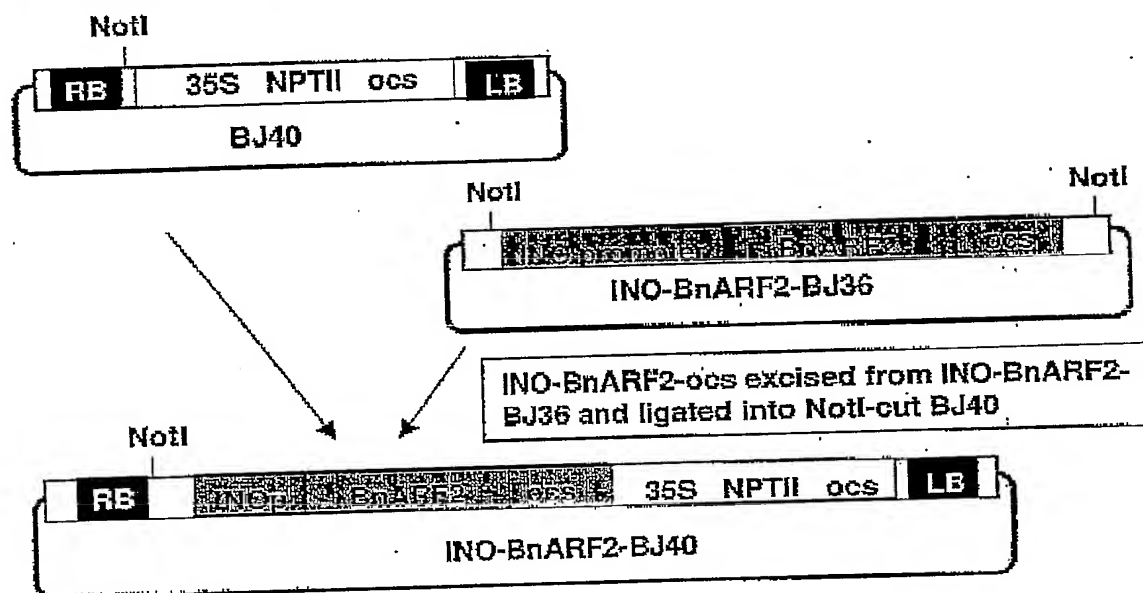 NotI
RB 35S NPTII ocs LB
BJ40
NotI
NotI
INO promoter BnARF2 ocs
INO-BnARF2-BJ36
INO-BnARF2-ocs excised from INO-BnARF2-
BJ36 and ligated into NotI-cut BJ40
NotI
RB INOp BnARF2 ocs 35S NPTII ocs LB
INO-BnARF2-BJ40